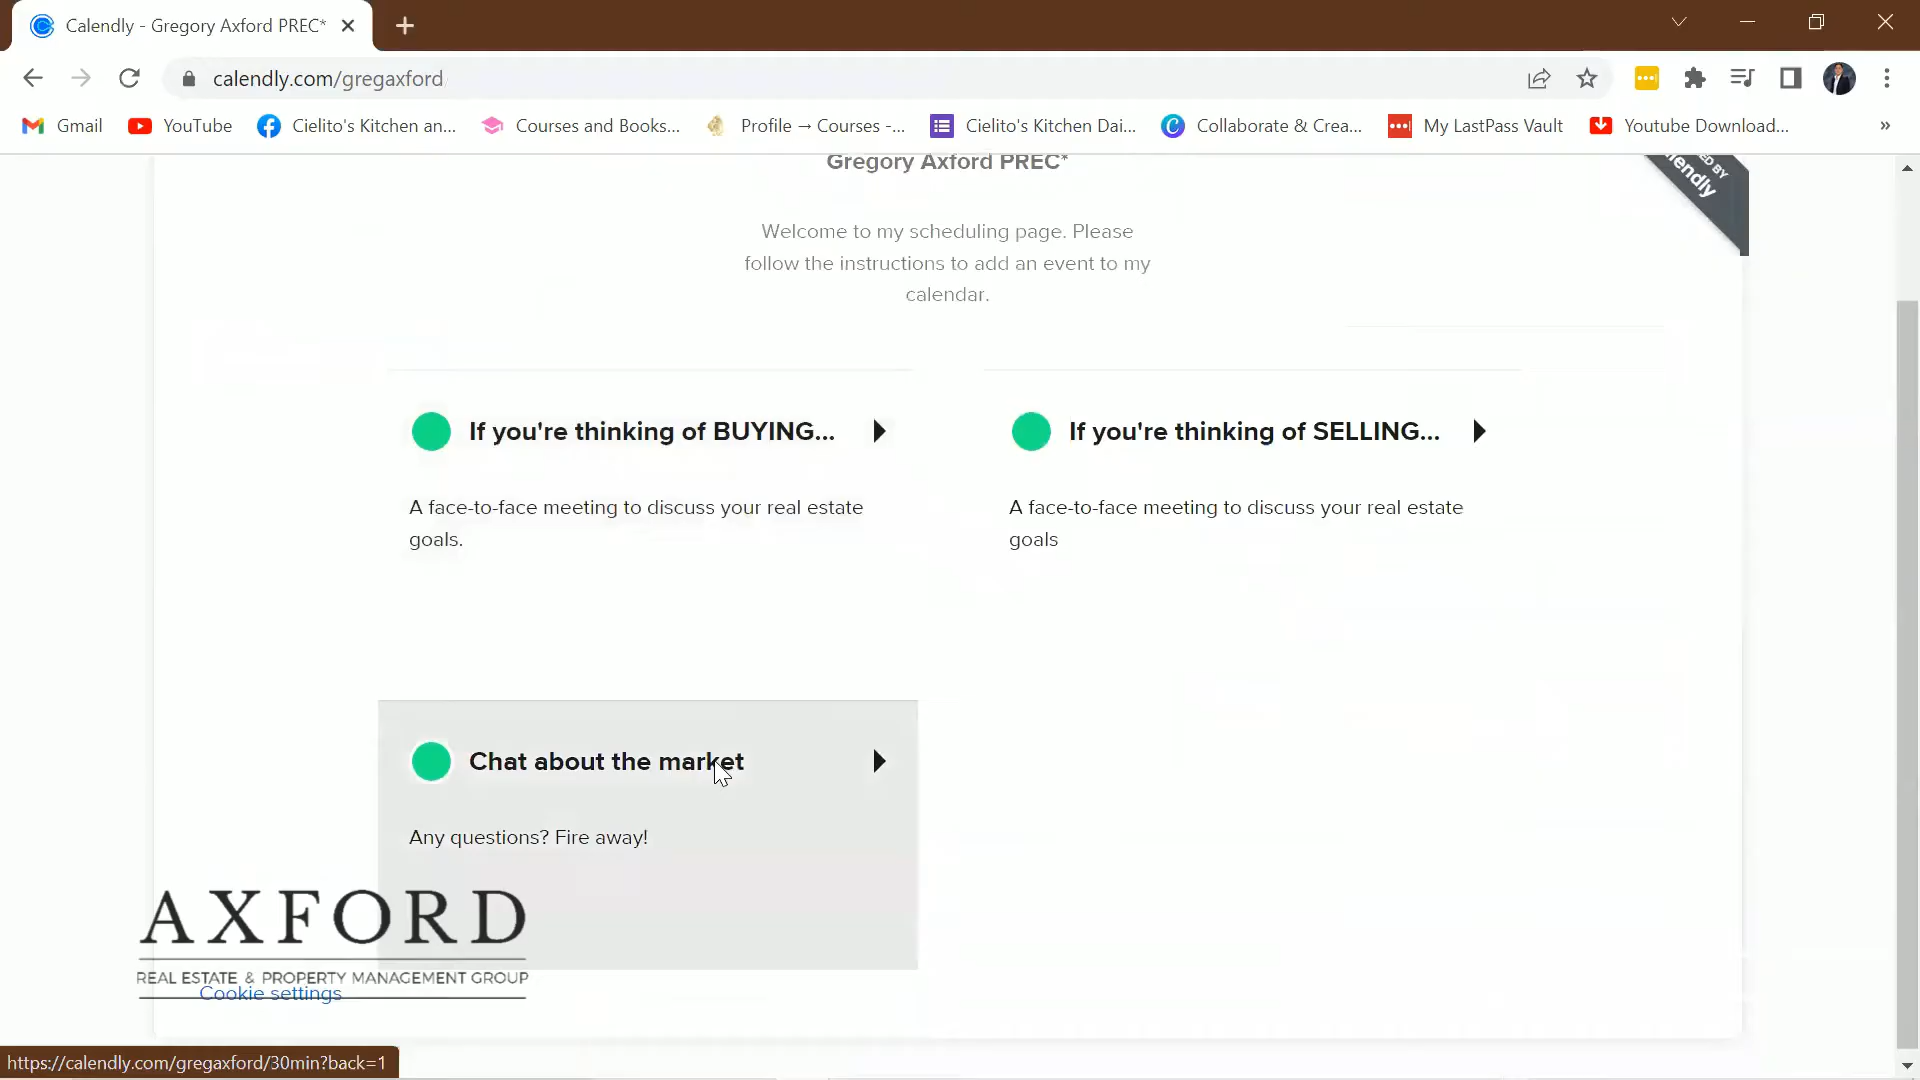 Calendly - Gregory Axford PREC*
calendly.com/gregaxford
Gmail
YouTube
Cielito's Kitchen an...
Courses and Books...
Profile → Courses -...
Cielito's Kitchen Dai...
Collaborate & Crea...
My LastPass Vault
Youtube Download...
»
Gregory Axford PREC*
Welcome to my scheduling page. Please
follow the instructions to add an event to my
calendar.
If you're thinking of BUYING...
A face-to-face meeting to discuss your real estate
goals.
If you're thinking of SELLING...
A face-to-face meeting to discuss your real estate
goals
Chat about the market
Any questions? Fire away!
AXFORD
REAL ESTATE & PROPERTY MANAGEMENT GROUP
Cookie settings
https://calendly.com/gregaxford/30min?back=1